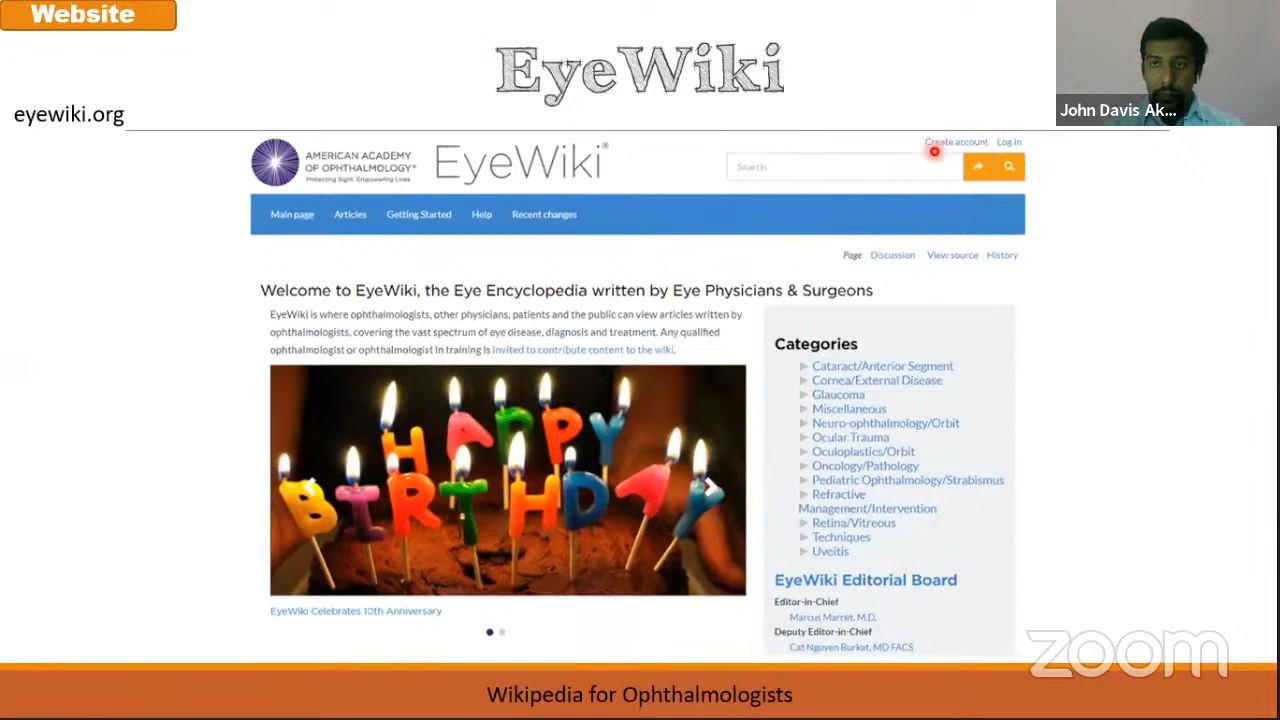 Website
EyeWiki
eyewiki.org
John Davis Ak...
AMERICAN ACADEMY
OF OPHTHALMOLOGY®
Protecting Sight. Empowering Lives.
EyeWiki®
Create account Log in
Search
Main page Articles Getting Started Help Recent changes
Page Discussion View source History
Welcome to EyeWiki, the Eye Encyclopedia written by Eye Physicians & Surgeons
EyeWiki is where ophthalmologists, other physicians, patients and the public can view articles written by
ophthalmologists, covering the vast spectrum of eye disease, diagnosis and treatment. Any qualified
ophthalmologist or ophthalmologist in training is invited to contribute content to the wiki.
HAPPY
BIRTHDAY
EyeWiki Celebrates 10th Anniversary
Categories
Cataract/Anterior Segment
Cornea/External Disease
Glaucoma
Miscellaneous
Neuro-ophthalmology/Orbit
Ocular Trauma
Oculoplastics/Orbit
Oncology/Pathology
Pediatric Ophthalmology/Strabismus
Refractive
Management/Intervention
Retina/Vitreous
Techniques
Uveitis
EyeWiki Editorial Board
Editor-in-Chief
Marcus Marcet, M.D.
Deputy Editor-in-Chief
Cat Nguyen Burkat, MD FACS
zoom
Wikipedia for Ophthalmologists